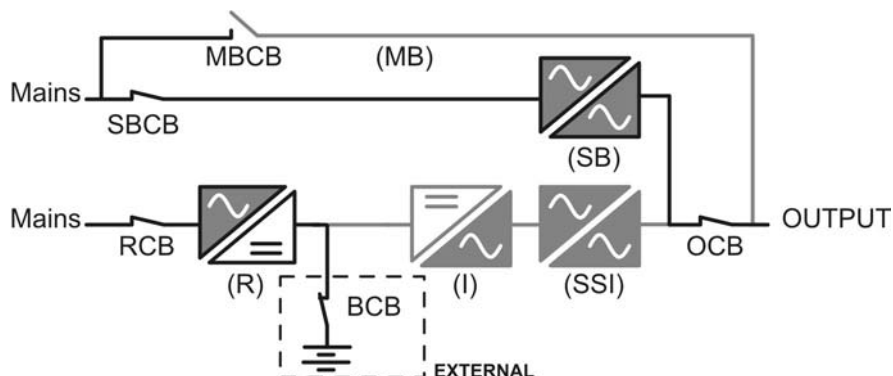 MBCB (MB)
Mains
SBCB
(SB)
Mains
RCB
OCB
OUTPUT
(R)
(I)
(SSI)
BCB
EXTERNAL